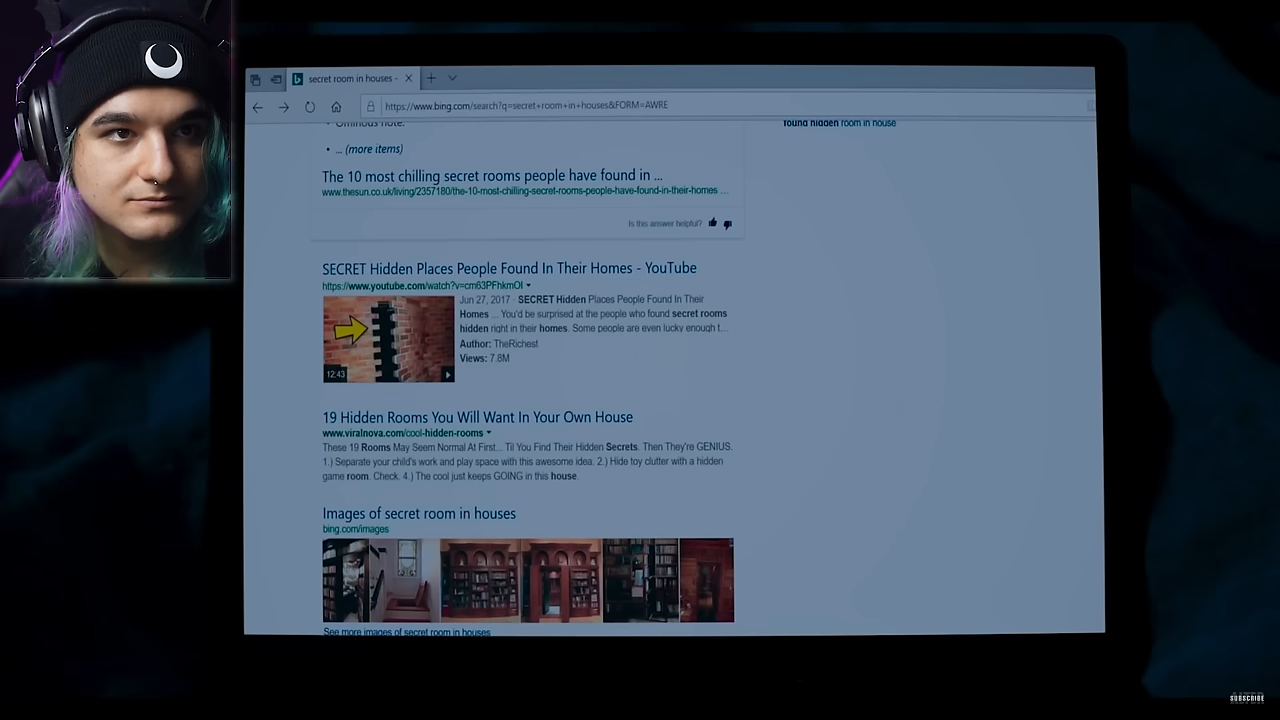 secret room in houses -
https://www.bing.com/search?q=secret+room+in+houses&FORM=AWRE
Ominous note.
found hidden room in house
• ... (more items)
The 10 most chilling secret rooms people have found in ...
www.thesun.co.uk/living/2357180/the-10-most-chilling-secret-rooms-people-have-found-in-their-homes ...
Is this answer helpful?
SECRET Hidden Places People Found In Their Homes - YouTube
https://www.youtube.com/watch?v=cm63PFhkmOI
Jun 27, 2017 · SECRET Hidden Places People Found In Their
Homes ... You'd be surprised at the people who found secret rooms
hidden right in their homes. Some people are even lucky enough t...
Author: TheRichest
Views: 7.8M
12:43
19 Hidden Rooms You Will Want In Your Own House
www.viralnova.com/cool-hidden-rooms
These 19 Rooms May Seem Normal At First... Til You Find Their Hidden Secrets. Then They're GENIUS.
1.) Separate your child's work and play space with this awesome idea. 2.) Hide toy clutter with a hidden
game room. Check. 4.) The cool just keeps GOING in this house.
Images of secret room in houses
bing.com/images
See more images of secret room in houses
SUBSCRIBE